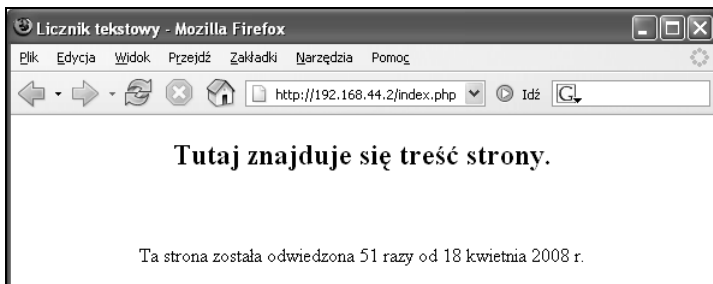 Licznik tekstowy - Mozilla Firefox
Plik Edycja Widok Przejdź Zakładki Narzędzia Pomoc
http://192.168.44.2/index.php Idź G
Tutaj znajduje się treść strony.
Ta strona została odwiedzona 51 razy od 18 kwietnia 2008 r.